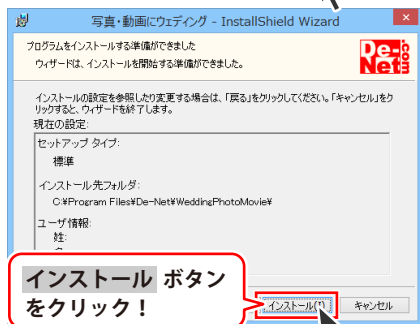 写真・動画にウェディング - InstallShield Wizard
プログラムをインストールする準備ができました
ウィザードは、インストールを開始する準備ができました。
De-Net.com
インストールの設定を参照したり変更する場合は、「戻る」をクリックしてください。「キャンセル」をク
リックすると、ウィザードを終了します。
現在の設定:
セットアップ タイプ:
標準
インストール先フォルダ:
C:¥Program Files¥De-Net¥WeddingPhotoMovie¥
ユーザ情報:
姓:
インストール ボタン
をクリック！
インストール(I)
キャンセル